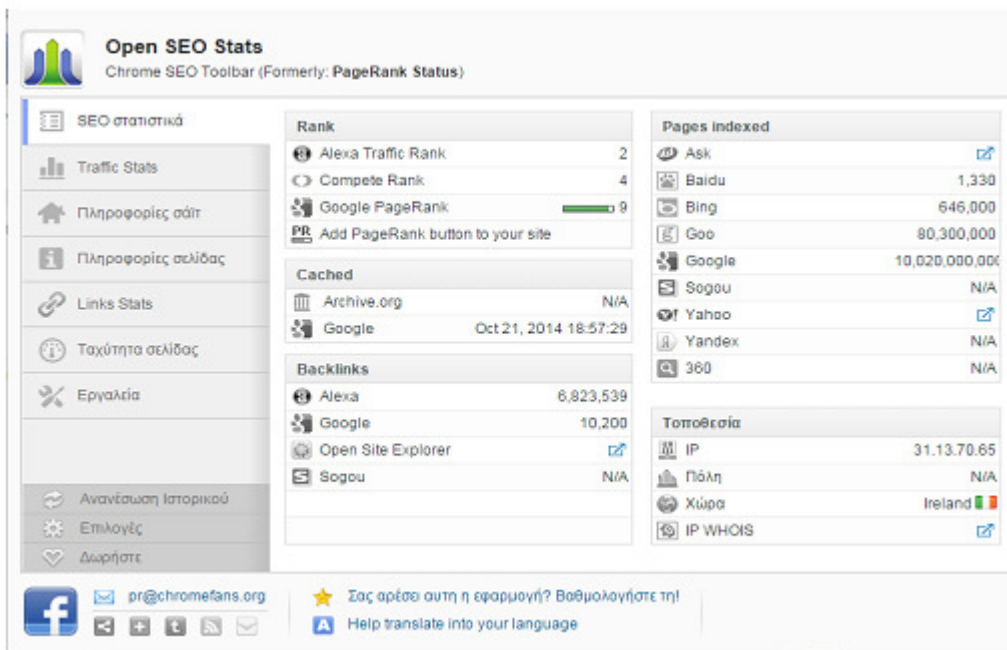 Open SEO Stats
Chrome SEO Toolbar (Formerly: PageRank Status)
SEO στατιστικά
Traffic Stats
Πληροφορίες σάϊτ
Πληροφορίες σελίδας
Links Stats
Ταχύτητα σελίδας
Εργαλεία
Ανανέσωση Ιστορικού
Επιλογές
Δωρήστε
Rank
Alexa Traffic Rank 2
Compete Rank 4
Google PageRank 9
PR Add PageRank button to your site
Cached
Archive.org N/A
Google Oct 21, 2014 18:57:29
Backlinks
Alexa 6,823,539
Google 10,200
Open Site Explorer
Sogou N/A
Pages indexed
Ask
Baidu 1,330
Bing 646,000
Goo 80,300,000
Google 10,020,000,000
Sogou N/A
Yahoo
Yandex N/A
360 N/A
Τοποθεσία
IP 31.13.70.65
Πόλη N/A
Χώρα Ireland
IP WHOIS
pr@chromefans.org
Σας αρέσει αυτη η εφαρμογή? Βαθμολογήστε τη!
Help translate into your language